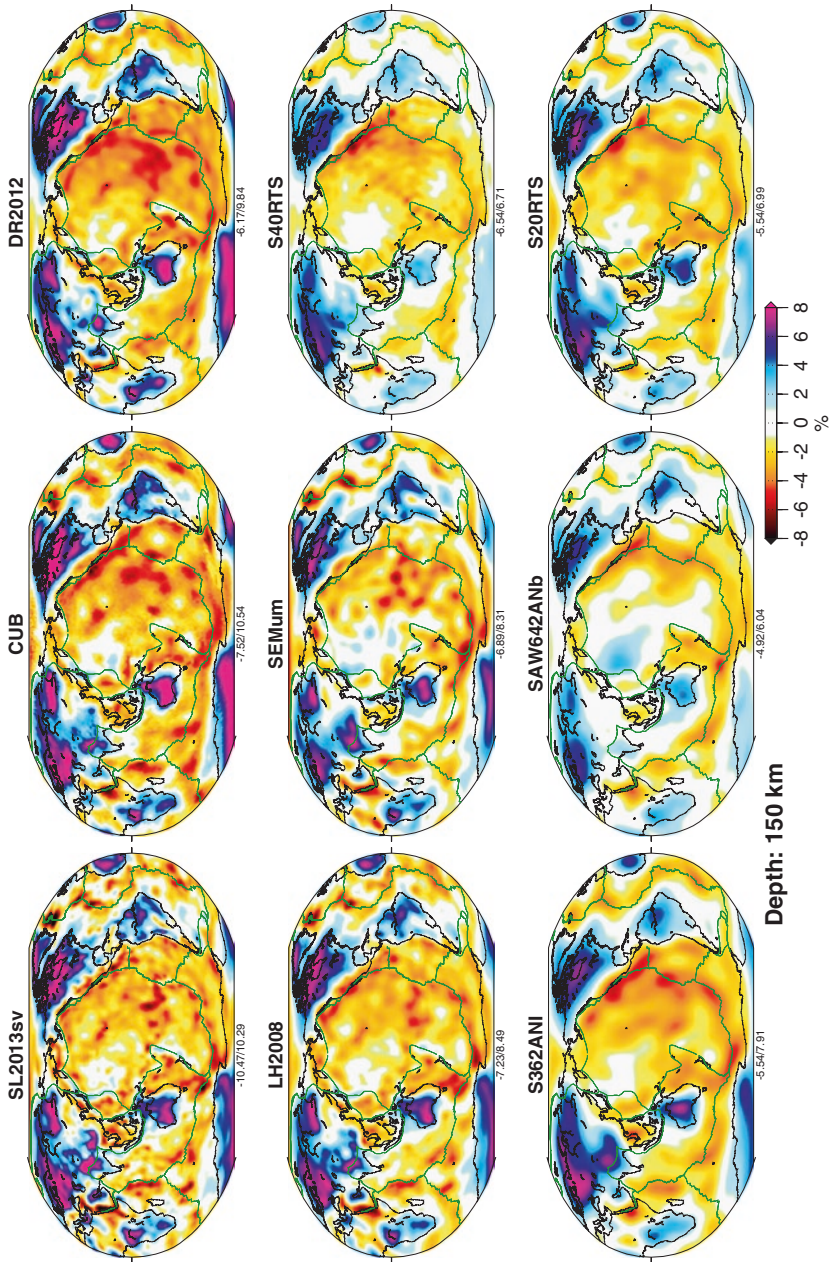 SL2013sv
CUB
DR2012
-10.47/10.29
-7.52/10.54
-6.17/9.84
LH2008
SEMum
S40RTS
-7.23/8.49
-6.89/8.31
-6.54/6.71
S362ANI
SAW642ANb
S20RTS
-5.54/7.91
-4.92/6.04
-5.54/6.99
Depth: 150 km
-8 -6 -4 -2 0 2 4 6 8
%